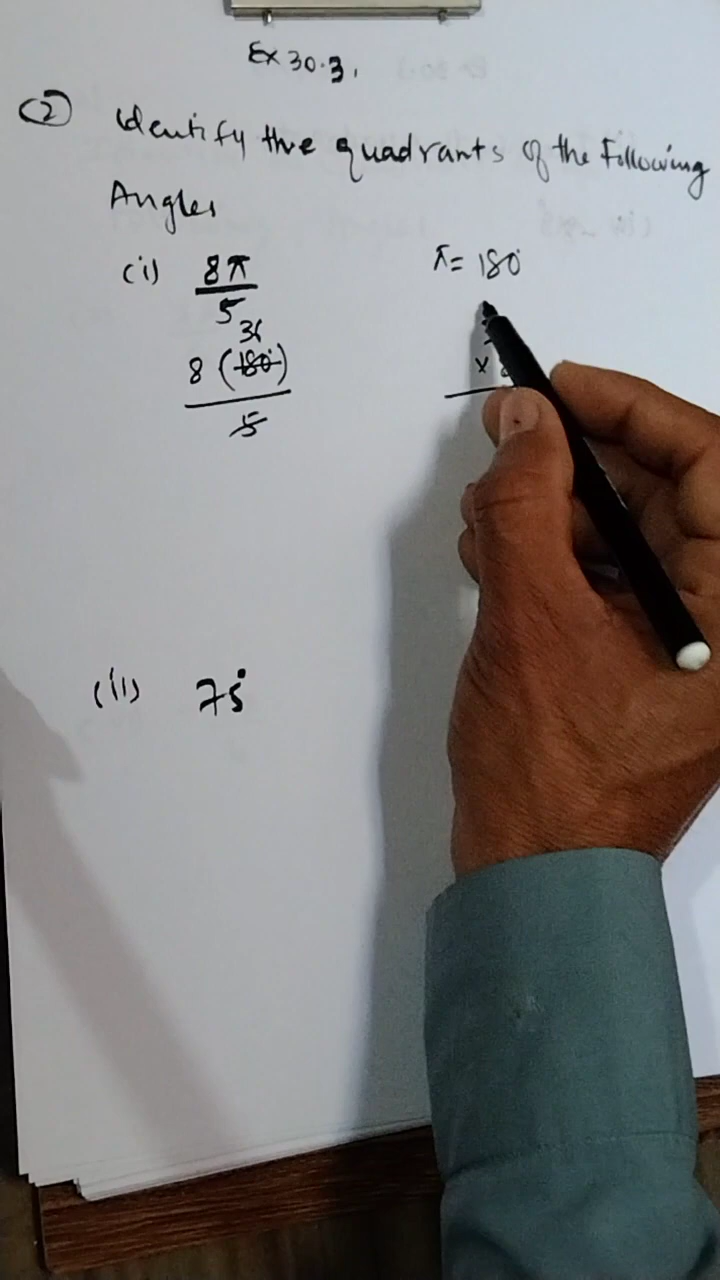 Ex 30.3.
(2) Identify the quadrants of the Following
Angles
(i) 8π/5
π = 180°
36
8 (180°)
×
5
(ii) 75°